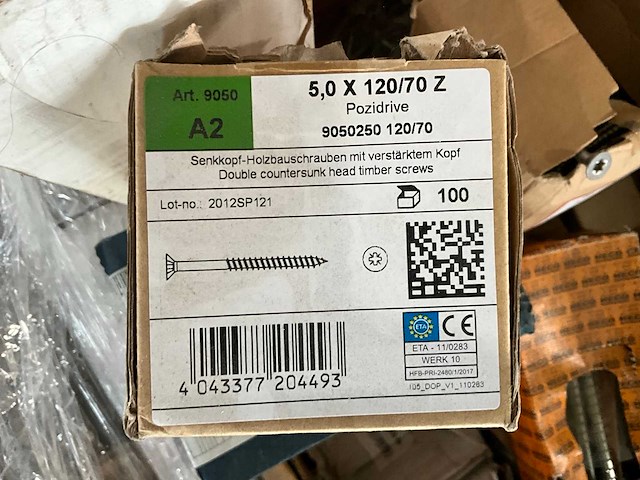 Art. 9050
A2
5,0 X 120/70 Z
Pozidrive
9050250 120/70
Senkkopf-Holzbauschrauben mit verstärktem Kopf
Double countersunk head timber screws
Lot-no.: 2012SP121
100
ETA
CE
ETA - 11/0283
WERK 10
HFB-PRI-2460/1/2017
I05_DOP_V1_110283
4 043377 204493